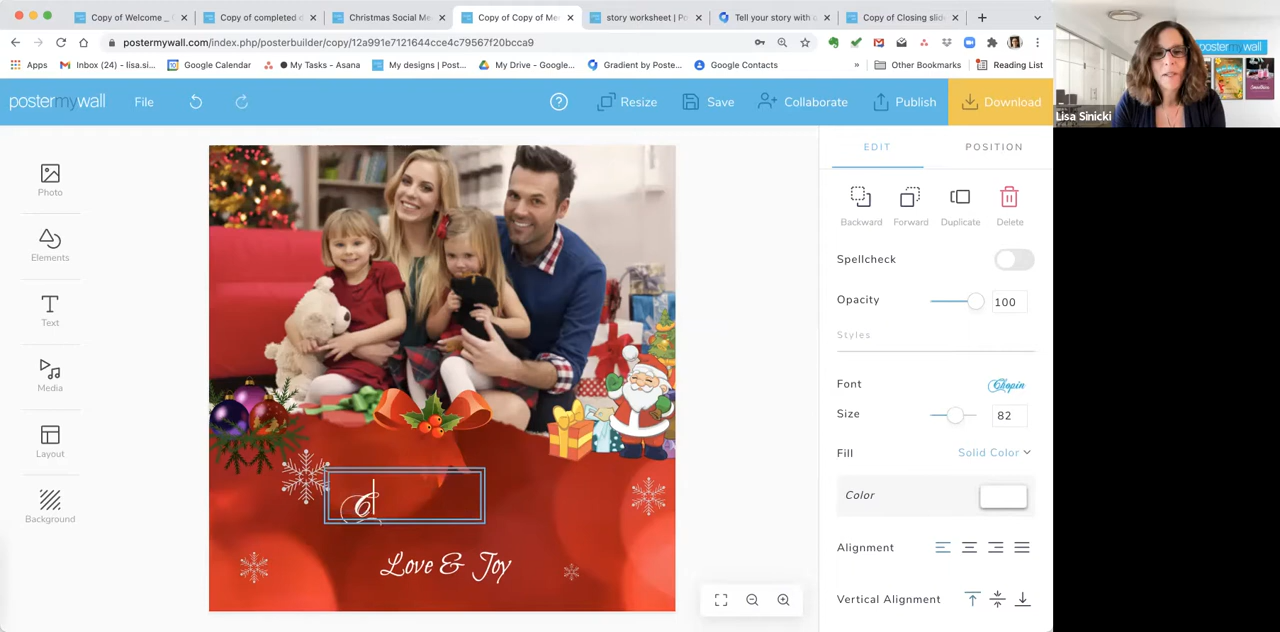 Copy of Welcome _
Copy of completed
Christmas Social Me
Copy of Copy of Me
story worksheet | Po
Tell your story with
Copy of Closing slid
postermywall.com/index.php/posterbuilder/copy/12a991e7121644cce4c79567f20bcca9
Apps
Inbox (24) - lisa.si...
Google Calendar
My Tasks - Asana
My designs | Post...
My Drive - Google...
Gradient by Poste...
Google Contacts
»
Other Bookmarks
Reading List
postermywall
File
Resize
Save
Collaborate
Publish
Download
EDIT
POSITION
Photo
Elements
Text
Media
Layout
Background
Backward
Forward
Duplicate
Delete
Spellcheck
Opacity
100
Styles
Font
Chopin
Size
82
Fill
Solid Color
Color
Alignment
Vertical Alignment
Love & Joy
postermywall
Lisa Sinicki